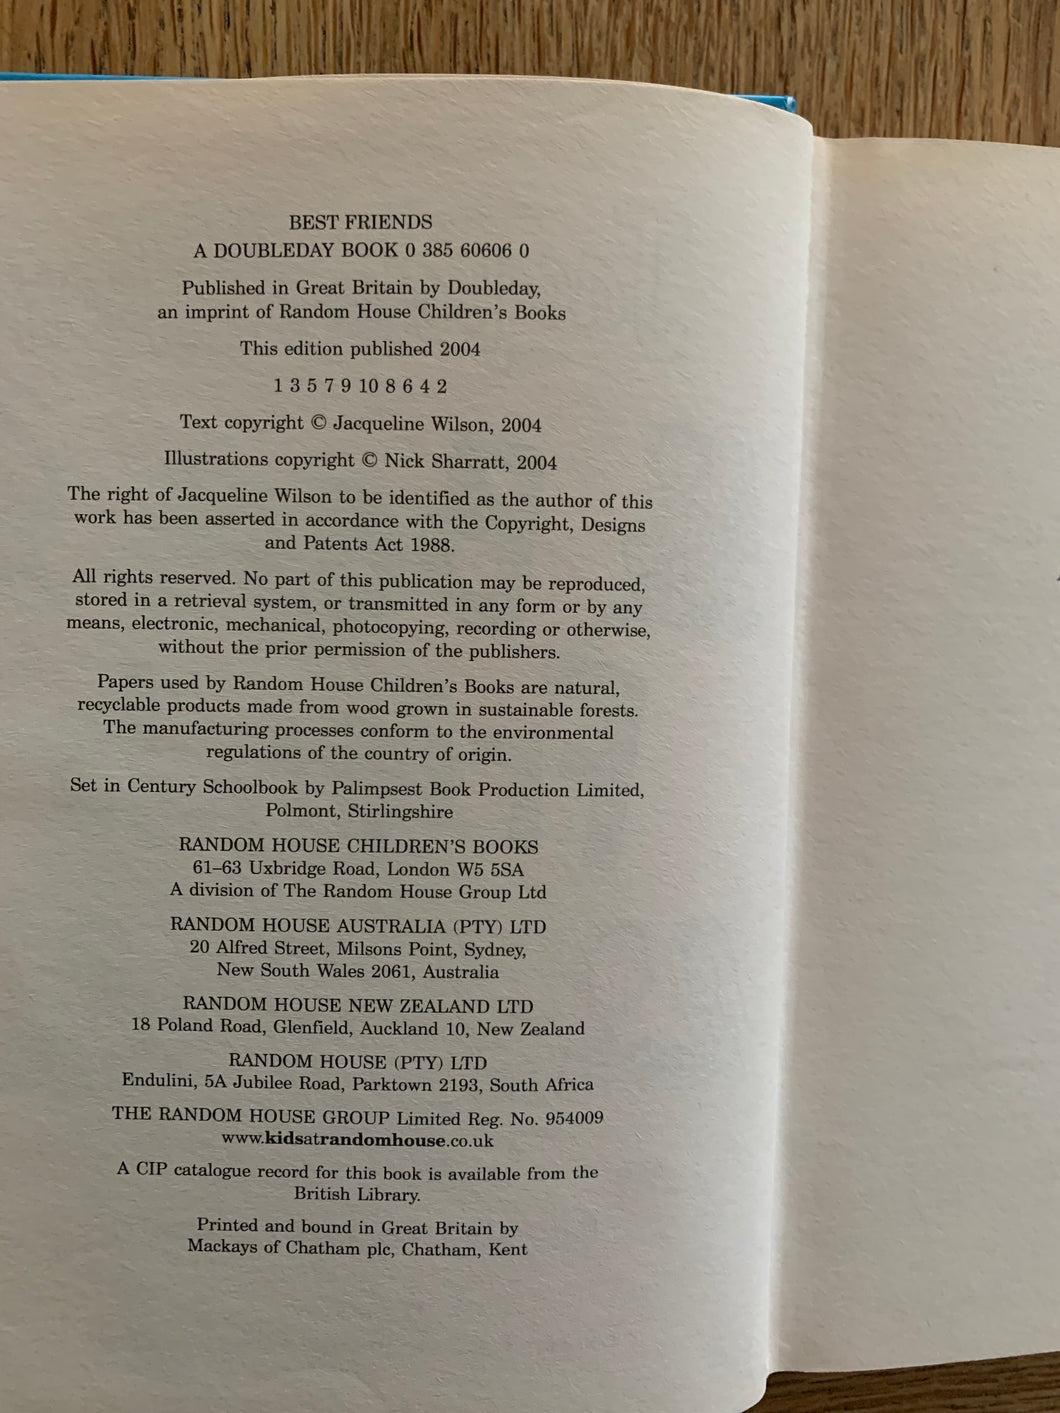 BEST FRIENDS
A DOUBLEDAY BOOK 0 385 60606 0
Published in Great Britain by Doubleday,
an imprint of Random House Children's Books
This edition published 2004
1 3 5 7 9 10 8 6 4 2
Text copyright © Jacqueline Wilson, 2004
Illustrations copyright © Nick Sharratt, 2004
The right of Jacqueline Wilson to be identified as the author of this
work has been asserted in accordance with the Copyright, Designs
and Patents Act 1988.
All rights reserved. No part of this publication may be reproduced,
stored in a retrieval system, or transmitted in any form or by any
means, electronic, mechanical, photocopying, recording or otherwise,
without the prior permission of the publishers.
Papers used by Random House Children's Books are natural,
recyclable products made from wood grown in sustainable forests.
The manufacturing processes conform to the environmental
regulations of the country of origin.
Set in Century Schoolbook by Palimpsest Book Production Limited,
Polmont, Stirlingshire
RANDOM HOUSE CHILDREN'S BOOKS
61–63 Uxbridge Road, London W5 5SA
A division of The Random House Group Ltd
RANDOM HOUSE AUSTRALIA (PTY) LTD
20 Alfred Street, Milsons Point, Sydney,
New South Wales 2061, Australia
RANDOM HOUSE NEW ZEALAND LTD
18 Poland Road, Glenfield, Auckland 10, New Zealand
RANDOM HOUSE (PTY) LTD
Endulini, 5A Jubilee Road, Parktown 2193, South Africa
THE RANDOM HOUSE GROUP Limited Reg. No. 954009
www.kidsatrandomhouse.co.uk
A CIP catalogue record for this book is available from the
British Library.
Printed and bound in Great Britain by
Mackays of Chatham plc, Chatham, Kent